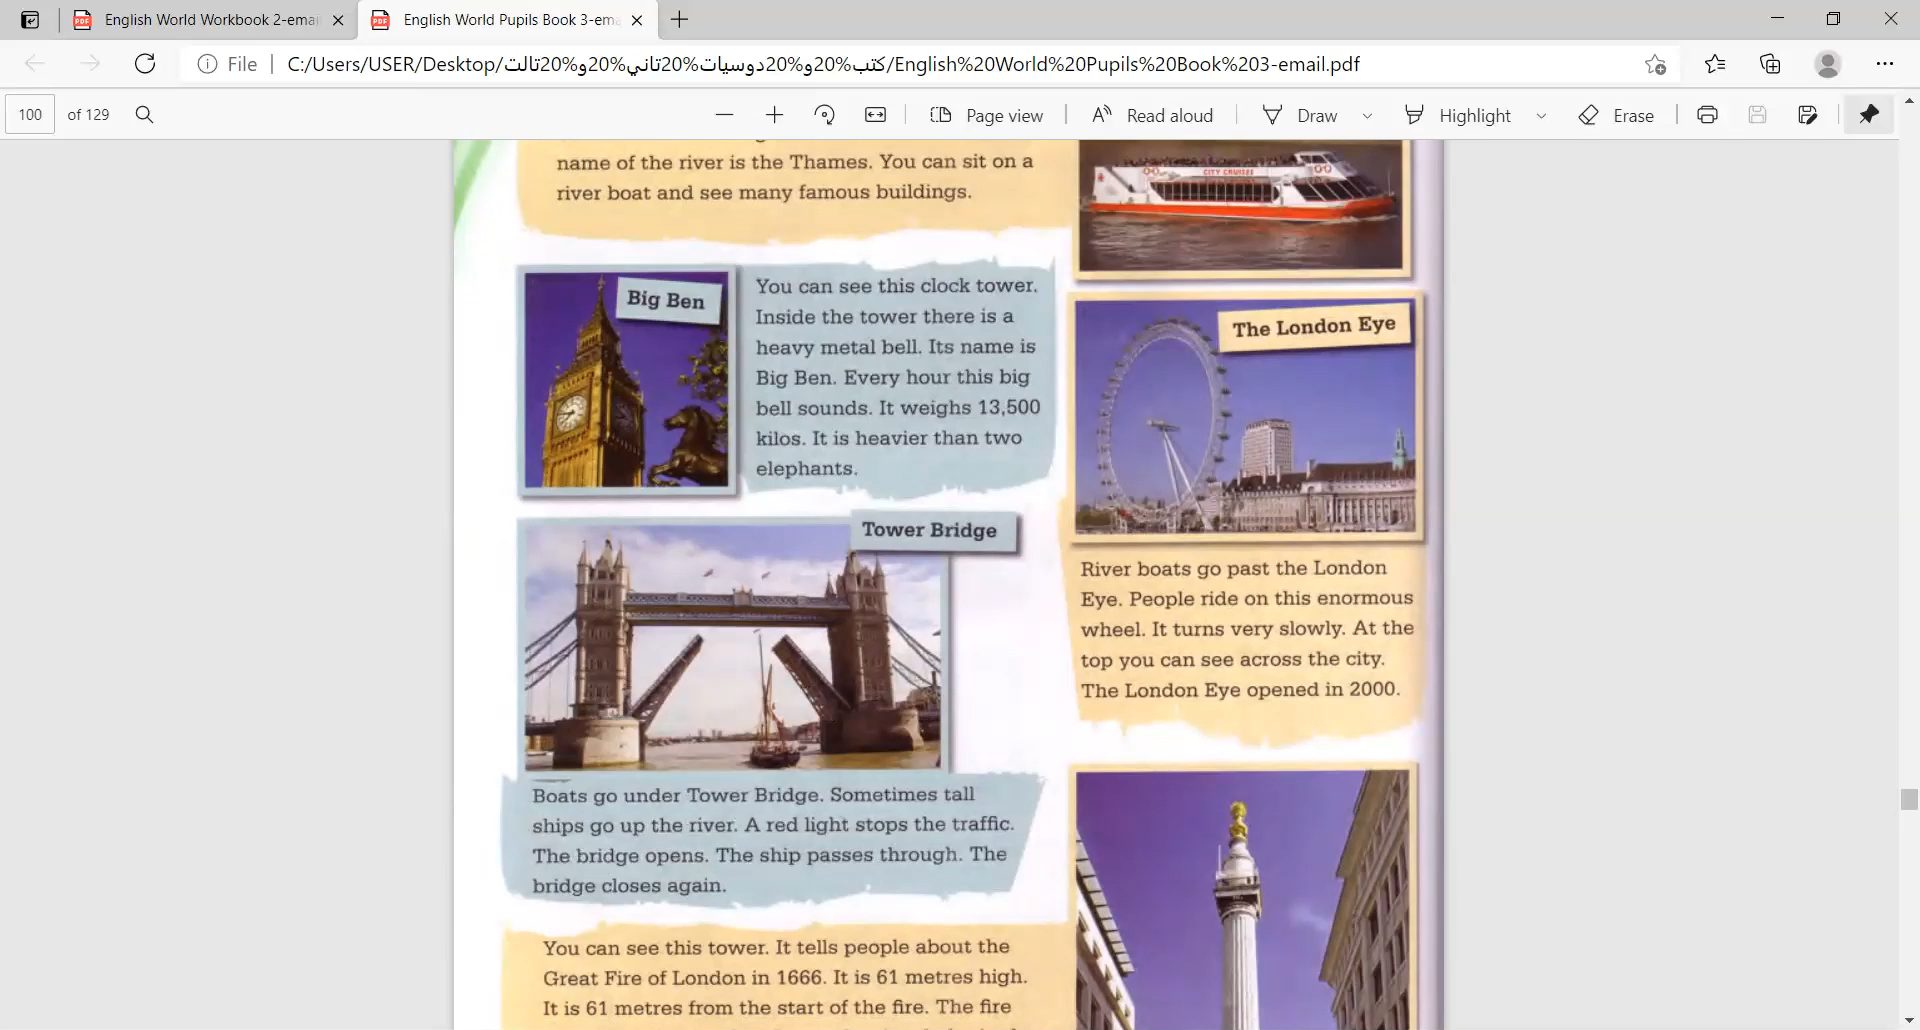 English World Workbook 2-emai
English World Pupils Book 3-ema
File
C:/Users/USER/Desktop/كتب%20و%20دوسيات%20تاني%20و%20تالت/English%20World%20Pupils%20Book%203-email.pdf
100 of 129
Page view
Read aloud
Draw
Highlight
Erase
name of the river is the Thames. You can sit on a
river boat and see many famous buildings.
CITY CRUISES
Big Ben
You can see this clock tower.
Inside the tower there is a
heavy metal bell. Its name is
Big Ben. Every hour this big
bell sounds. It weighs 13,500
kilos. It is heavier than two
elephants.
The London Eye
River boats go past the London
Eye. People ride on this enormous
wheel. It turns very slowly. At the
top you can see across the city.
The London Eye opened in 2000.
Tower Bridge
Boats go under Tower Bridge. Sometimes tall
ships go up the river. A red light stops the traffic.
The bridge opens. The ship passes through. The
bridge closes again.
You can see this tower. It tells people about the
Great Fire of London in 1666. It is 61 metres high.
It is 61 metres from the start of the fire. The fire